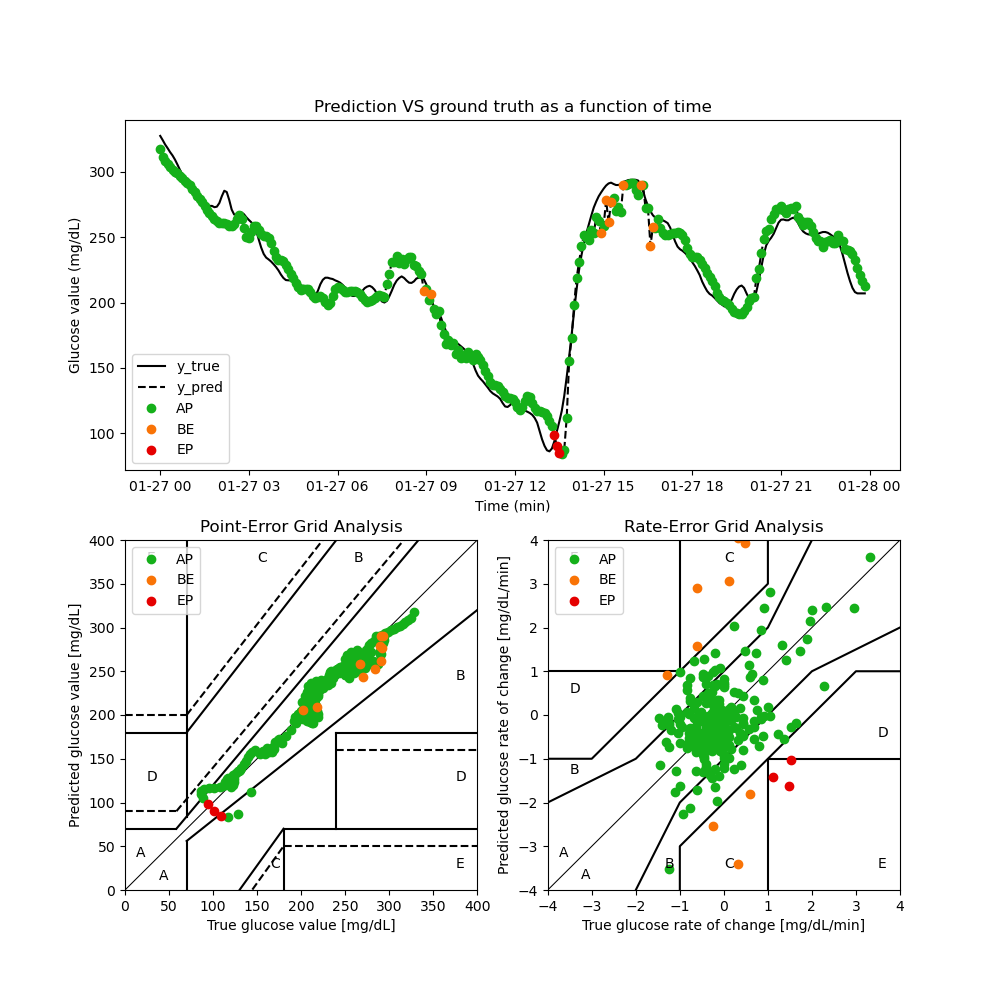 Prediction VS ground truth as a function of time
Glucose value (mg/dL)
300
250
200
150
100
y_true
y_pred
AP
BE
EP
01-27 00 01-27 03 01-27 06 01-27 09 01-27 12 01-27 15 01-27 18 01-27 21 01-28 00
Time (min)
Point-Error Grid Analysis
Predicted glucose value [mg/dL]
400
350
300
250
200
150
100
50
0
AP
BE
EP
C
B
B
D
D
A
A
C
E
0 50 100 150 200 250 300 350 400
True glucose value [mg/dL]
Rate-Error Grid Analysis
Predicted glucose rate of change [mg/dL/min]
4
3
2
1
0
−1
−2
−3
−4
AP
BE
EP
C
D
D
B
A
A
B
C
E
−4 −3 −2 −1 0 1 2 3 4
True glucose rate of change [mg/dL/min]